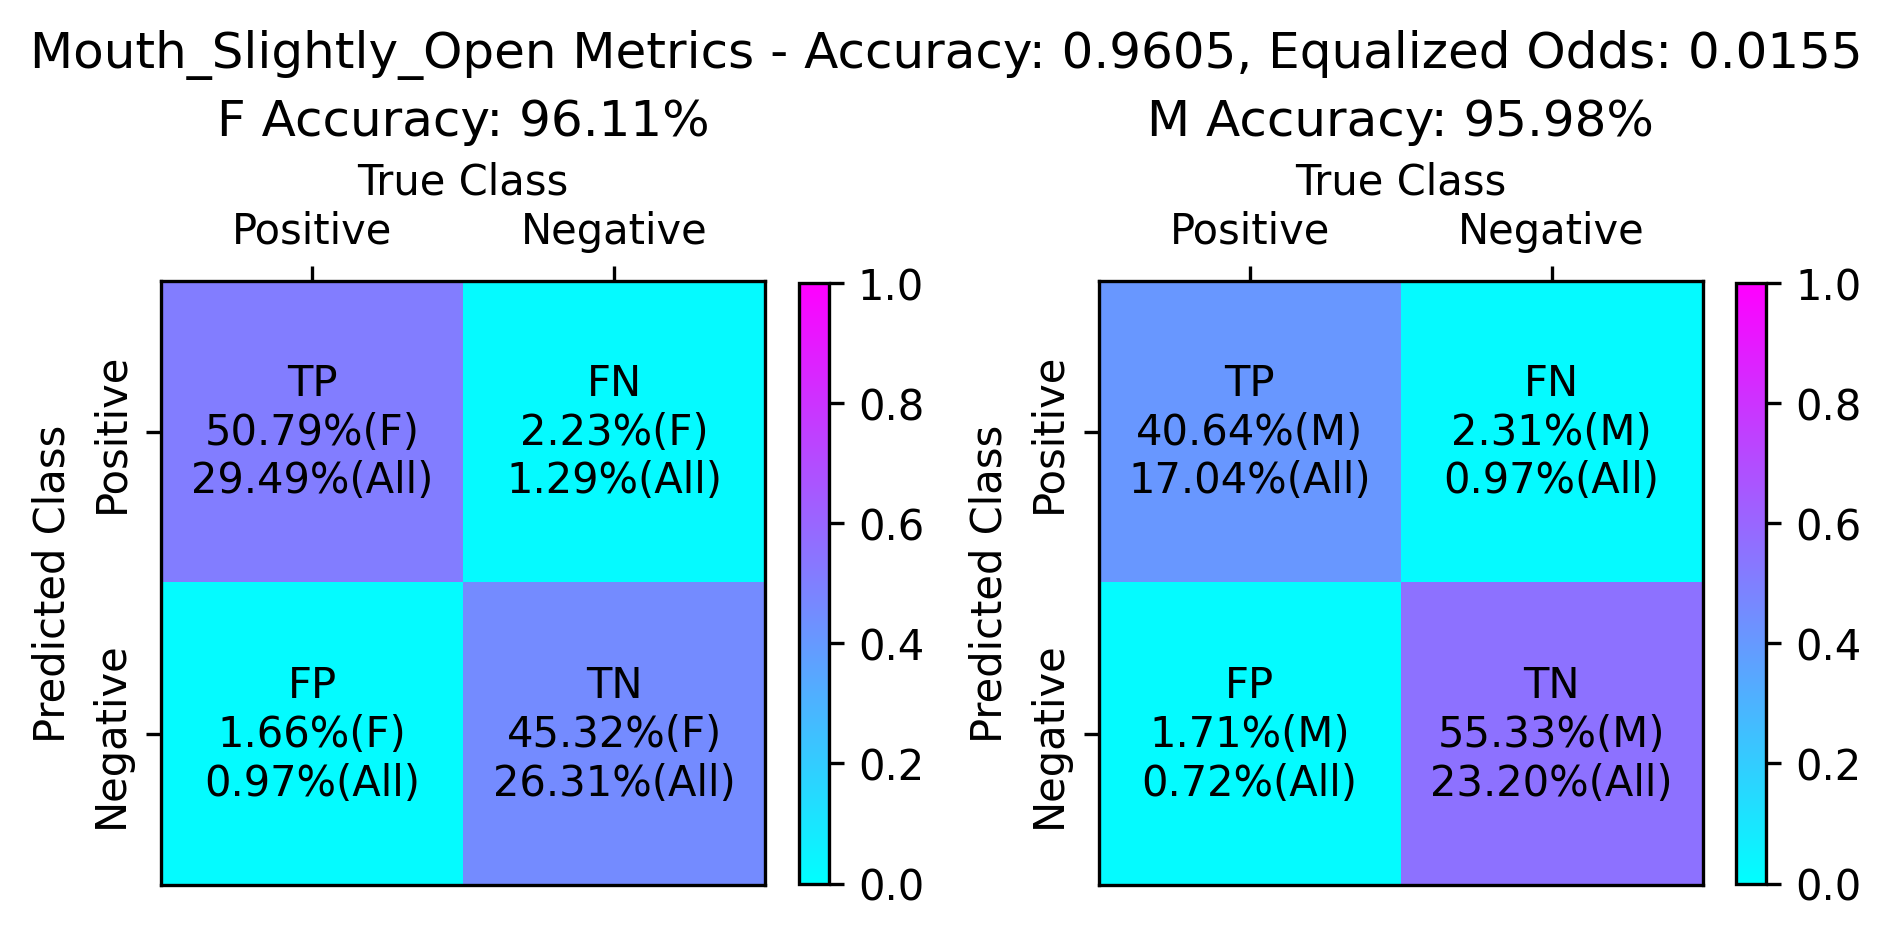 Mouth_Slightly_Open Metrics - Accuracy: 0.9605, Equalized Odds: 0.0155
F Accuracy: 96.11%
True Class
Positive Negative
Predicted Class
Positive
Negative
TP
50.79%(F)
29.49%(All)
FN
2.23%(F)
1.29%(All)
FP
1.66%(F)
0.97%(All)
TN
45.32%(F)
26.31%(All)
1.0
0.8
0.6
0.4
0.2
0.0
M Accuracy: 95.98%
True Class
Positive Negative
Predicted Class
Positive
Negative
TP
40.64%(M)
17.04%(All)
FN
2.31%(M)
0.97%(All)
FP
1.71%(M)
0.72%(All)
TN
55.33%(M)
23.20%(All)
1.0
0.8
0.6
0.4
0.2
0.0